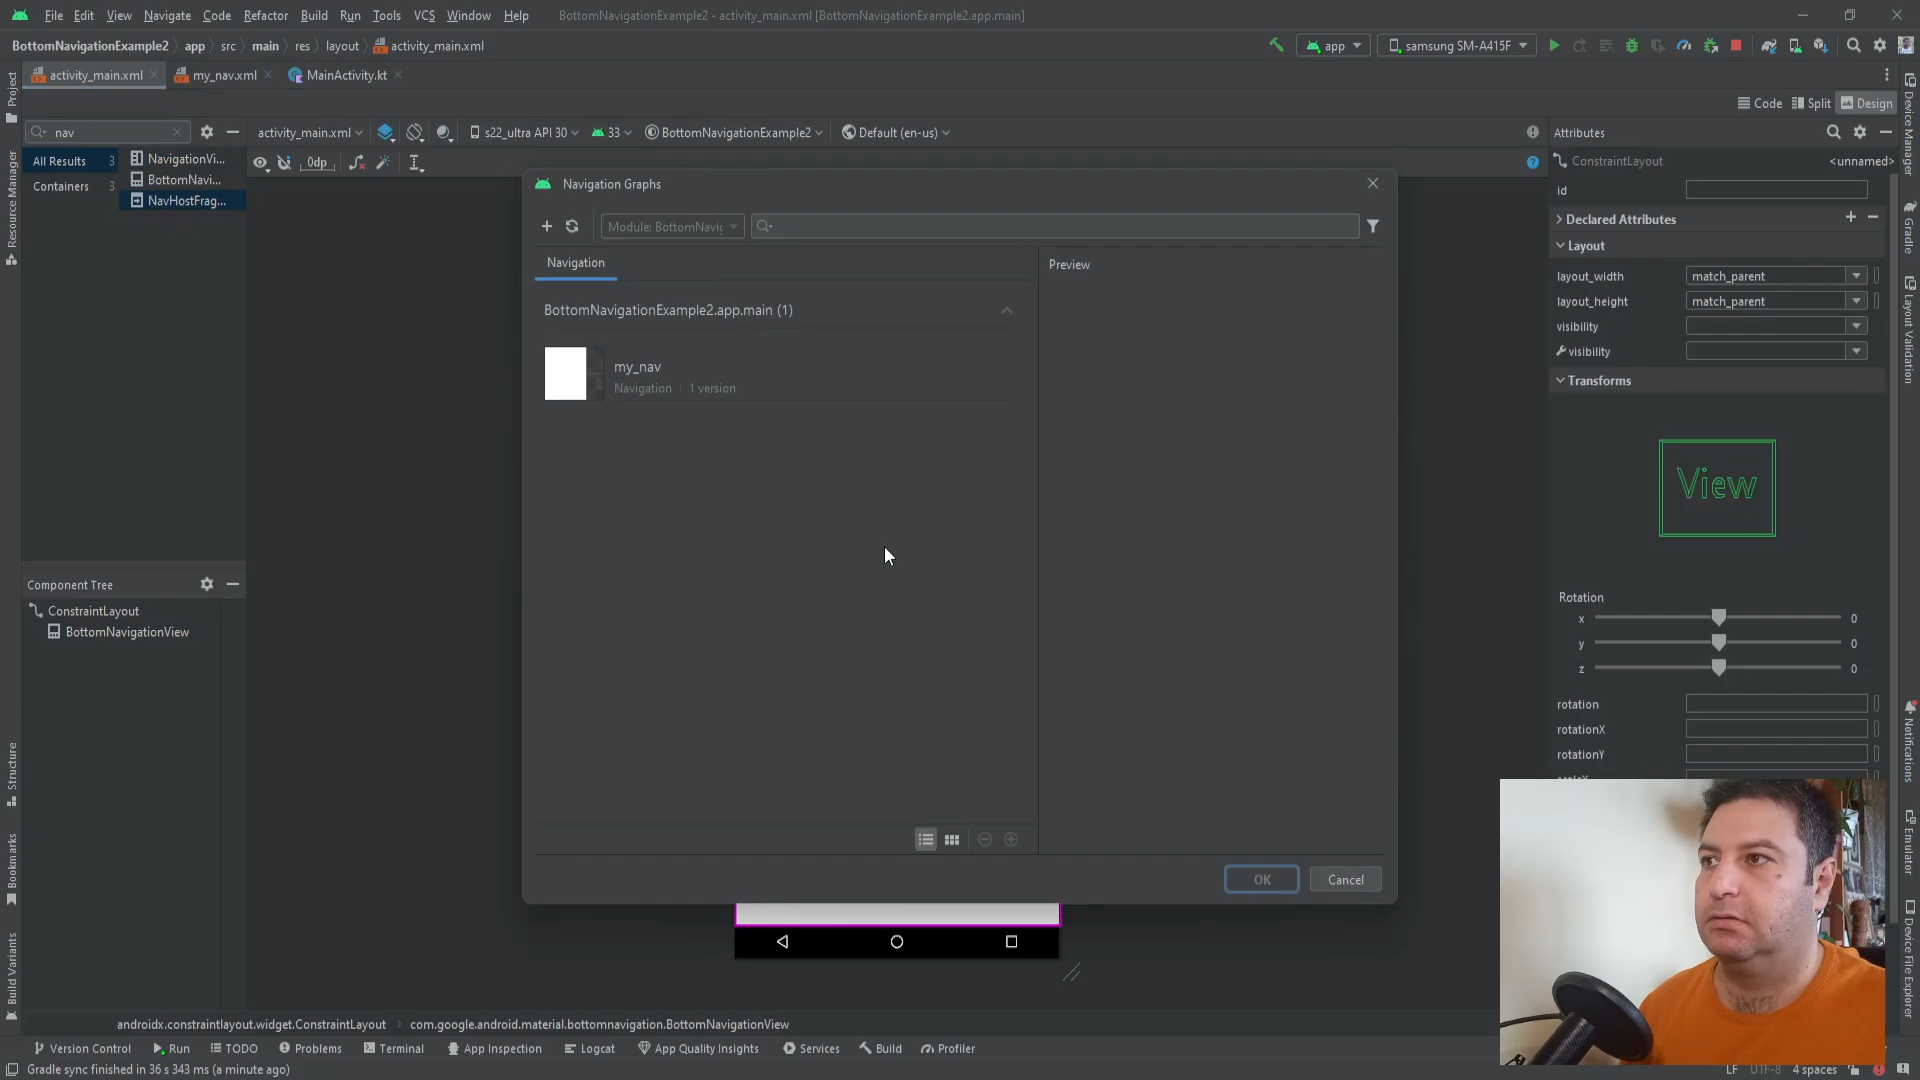 File Edit View Navigate Code Refactor Build Run Tools VCS Window Help BottomNavigationExample2 - activity_main.xml [BottomNavigationExample2.app.main]
BottomNavigationExample2 app src main res layout activity_main.xml app samsung SM-A415F
activity_main.xml my_nav.xml MainActivity.kt
Code Split Design
nav activity_main.xml s22_ultra API 30 33 BottomNavigationExample2 Default (en-us) Attributes
All Results 3 NavigationVi... 0dp ConstraintLayout <unnamed>
Containers 3 BottomNavi...
NavHostFrag...
Navigation Graphs
id
Module: BottomNavig
Declared Attributes
Layout
Navigation Preview
layout_width match_parent
layout_height match_parent
BottomNavigationExample2.app.main (1)
visibility
visibility
my_nav
Navigation 1 version
Transforms
View
Component Tree
ConstraintLayout
BottomNavigationView
Rotation
x 0
y 0
z 0
rotation
rotationX
rotationY
OK Cancel
androidx.constraintlayout.widget.ConstraintLayout com.google.android.material.bottomnavigation.BottomNavigationView
Version Control Run TODO Problems Terminal App Inspection Logcat App Quality Insights Services Build Profiler
Gradle sync finished in 36 s 343 ms (a minute ago) LF UTF-8 4 spaces
Project
Resource Manager
Structure
Bookmarks
Build Variants
Device Manager
Gradle
Layout Validation
Notifications
Emulator
Device File Explorer